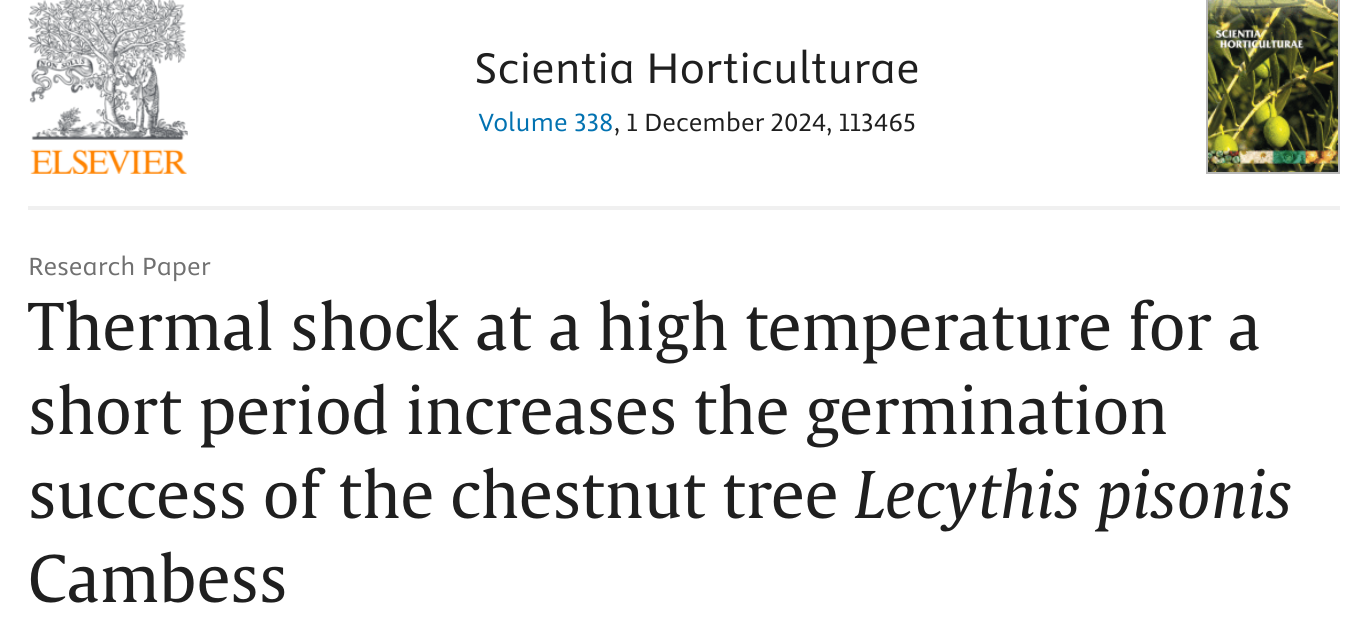 Scientia Horticulturae
Volume 338, 1 December 2024, 113465
ELSEVIER
SCIENTIA
HORTICULTURAE
Research Paper
Thermal shock at a high temperature for a
short period increases the germination
success of the chestnut tree Lecythis pisonis
Cambess